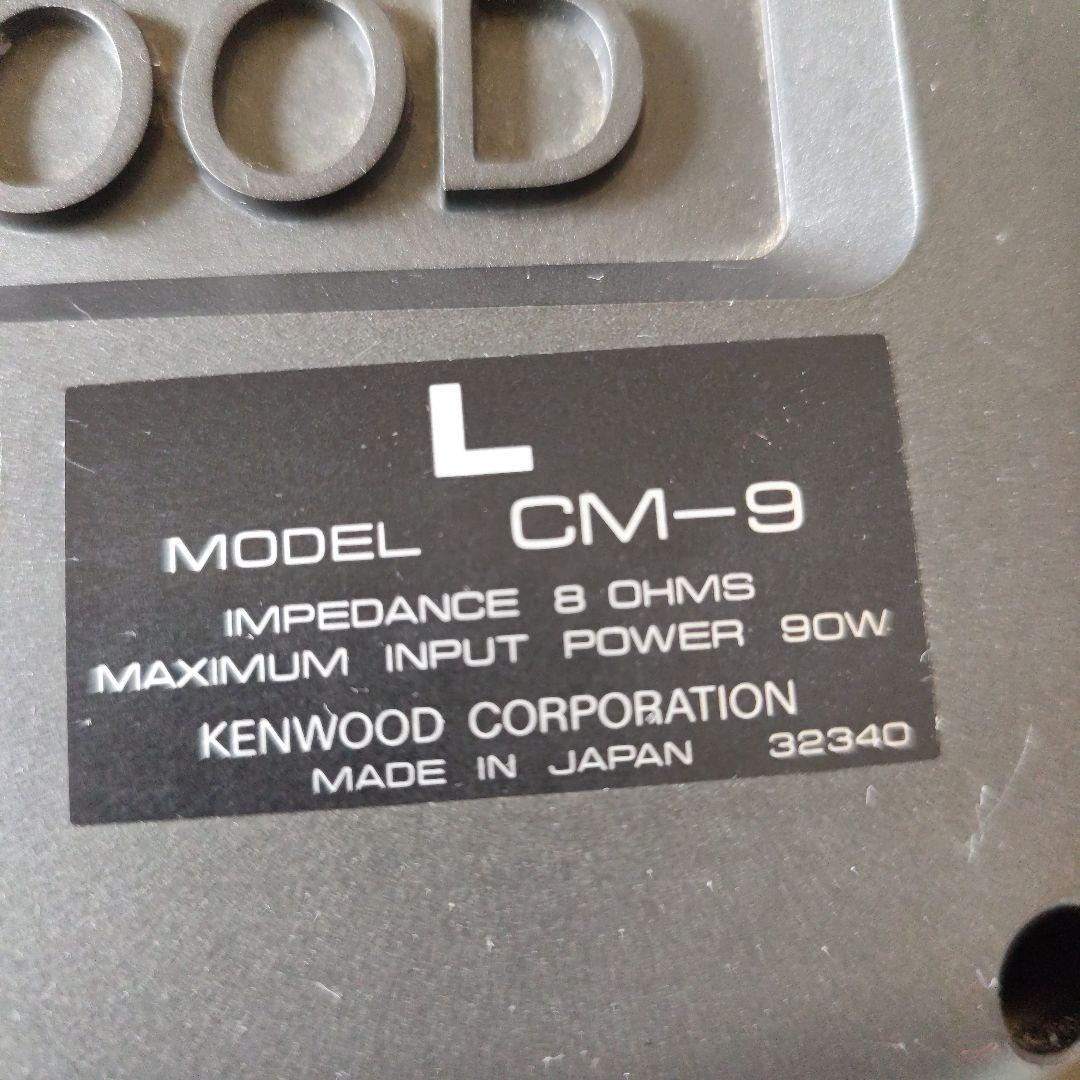 OOD
L
MODEL CM-9
IMPEDANCE 8 OHMS
MAXIMUM INPUT POWER 90W
KENWOOD CORPORATION
MADE IN JAPAN 32340